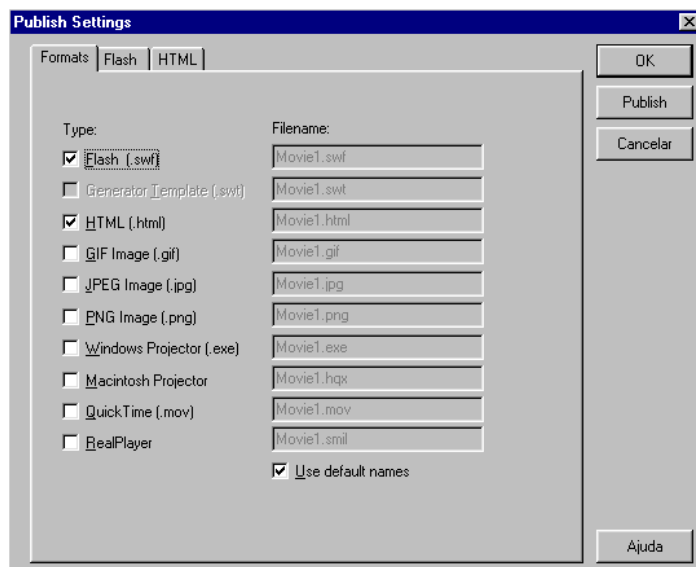 Publish Settings
Formats Flash HTML
OK
Publish
Cancelar
Type: Filename:
Flash (.swf) Movie1.swf
Generator Template (.swt) Movie1.swt
HTML (.html) Movie1.html
GIF Image (.gif) Movie1.gif
JPEG Image (.jpg) Movie1.jpg
PNG Image (.png) Movie1.png
Windows Projector (.exe) Movie1.exe
Macintosh Projector Movie1.hqx
QuickTime (.mov) Movie1.mov
RealPlayer Movie1.smil
Use default names
Ajuda